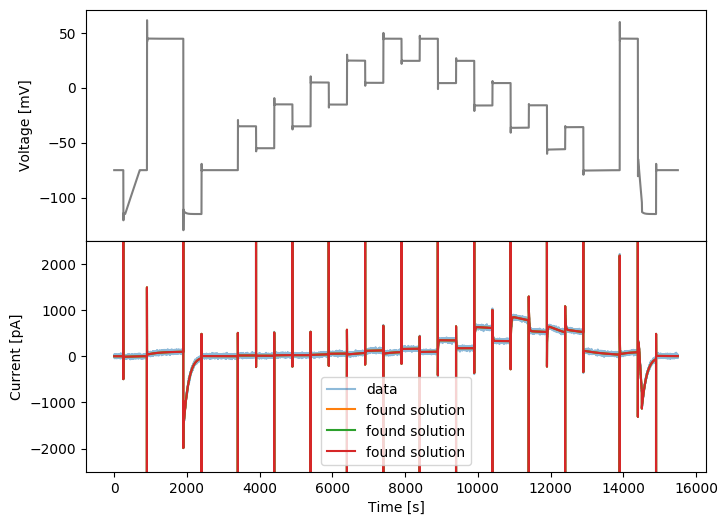 50
0
−50
−100
Voltage [mV]
2000
1000
0
−1000
−2000
Current [pA]
data
found solution
found solution
found solution
0
2000
4000
6000
8000
10000
12000
14000
16000
Time [s]